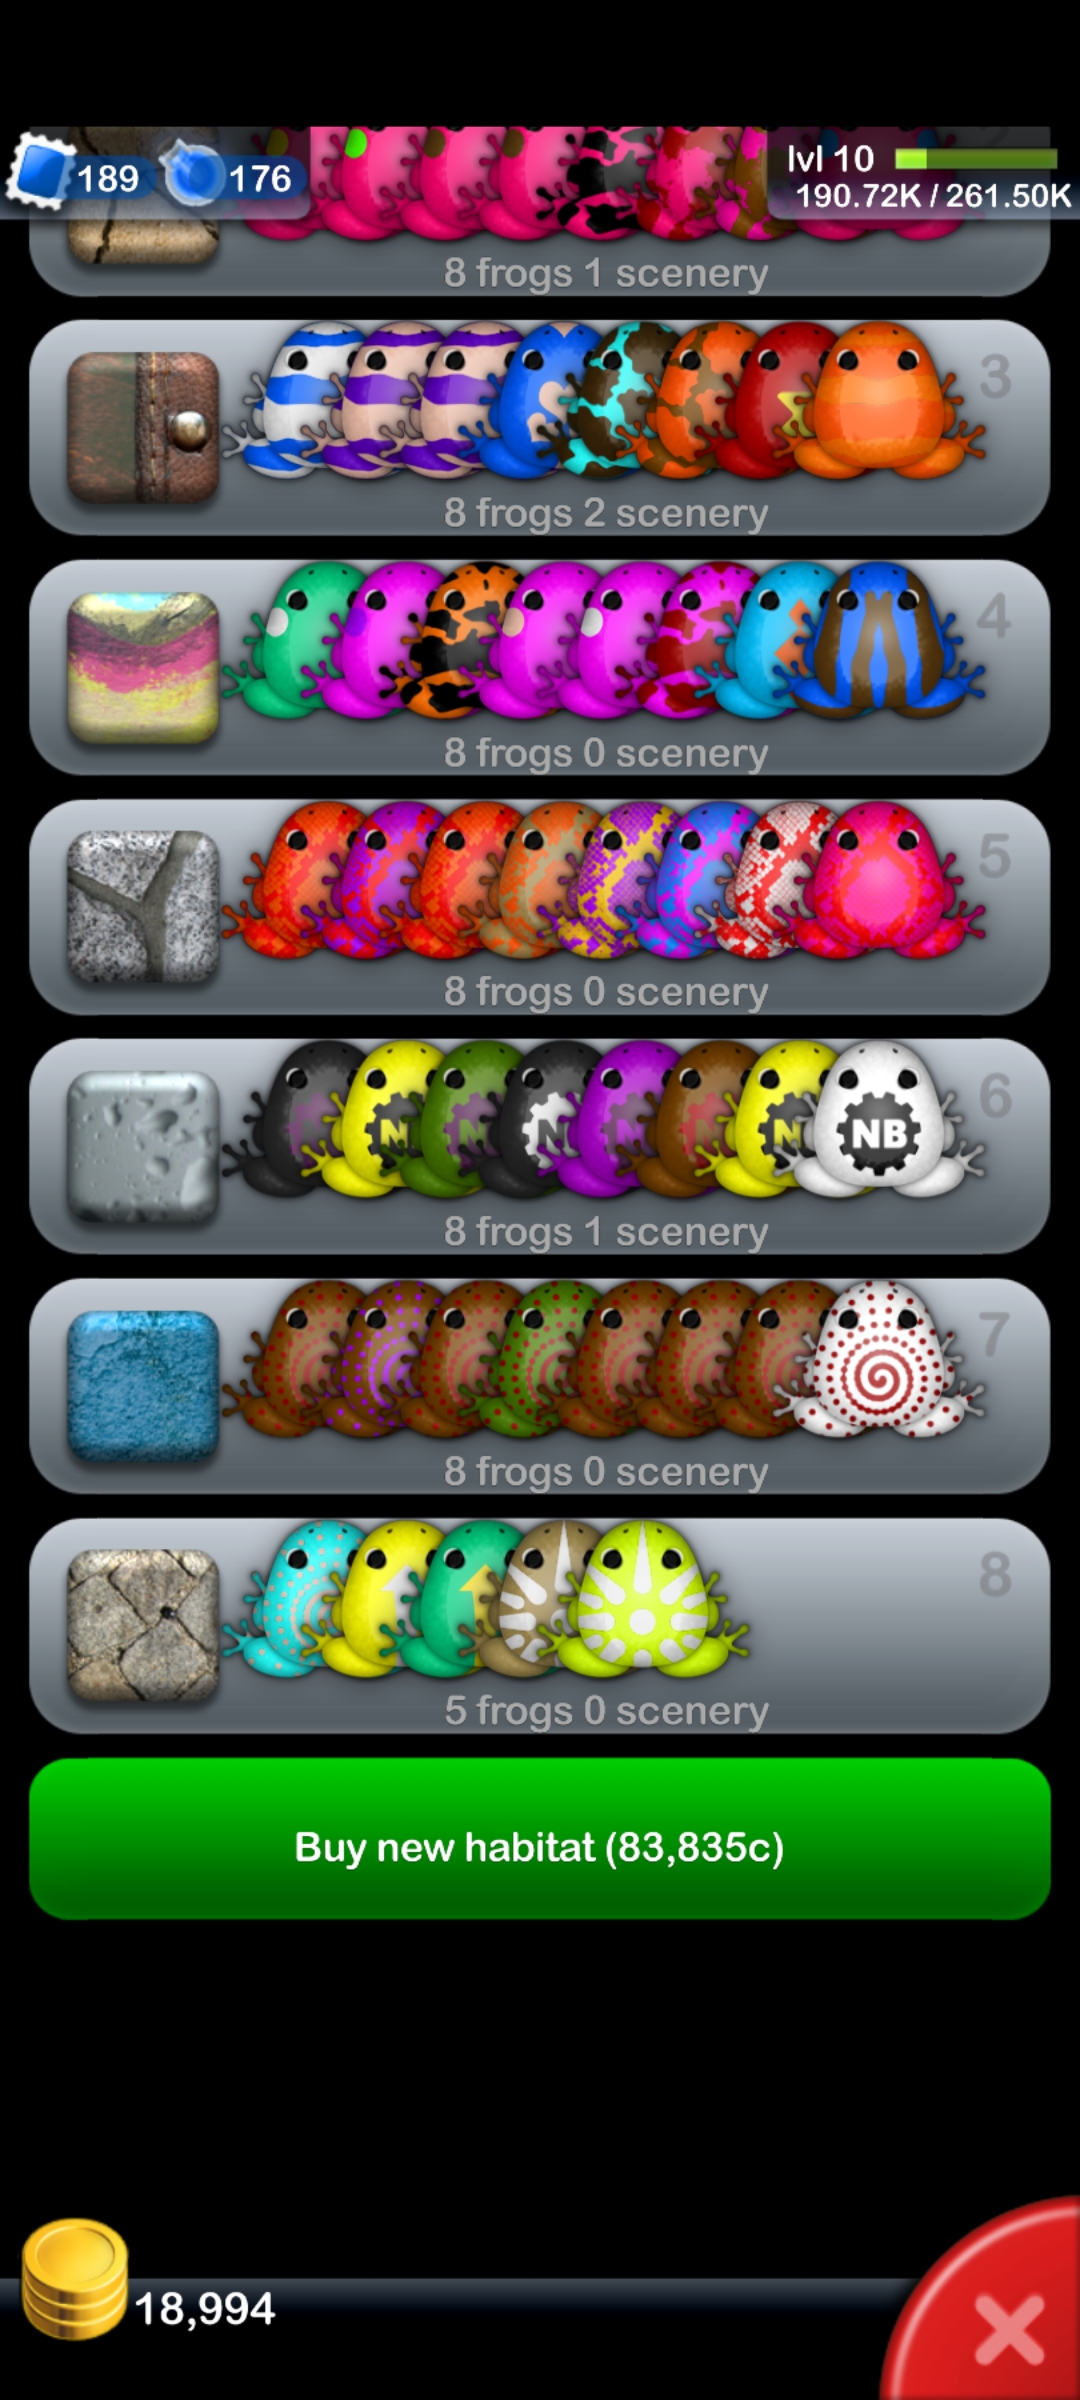 189 176 lvl 10
190.72K / 261.50K
8 frogs 1 scenery
3
8 frogs 2 scenery
4
8 frogs 0 scenery
5
8 frogs 0 scenery
6
N N N N N NB
8 frogs 1 scenery
7
8 frogs 0 scenery
8
5 frogs 0 scenery
Buy new habitat (83,835c)
18,994